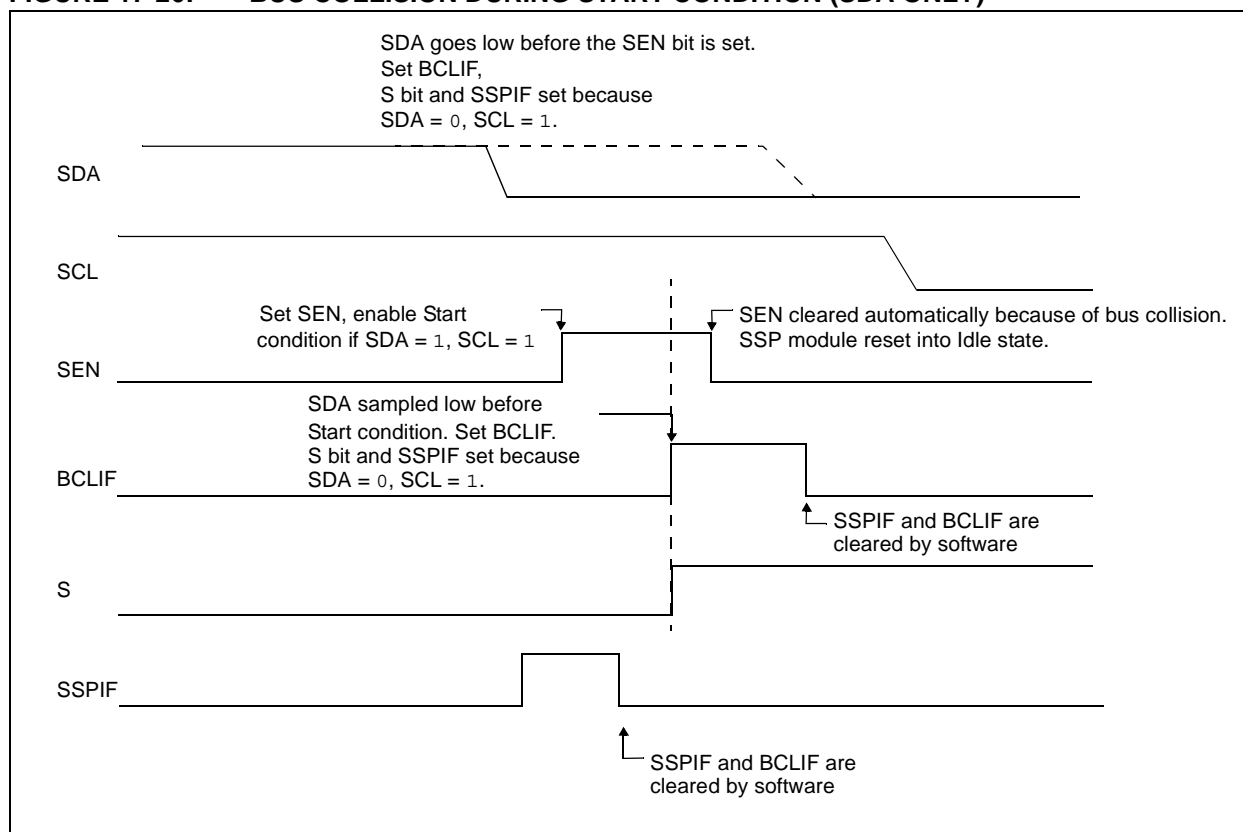 SDA goes low before the SEN bit is set.
Set BCLIF,
S bit and SSPIF set because
SDA = 0, SCL = 1.
SDA
SCL
Set SEN, enable Start
condition if SDA = 1, SCL = 1
SEN cleared automatically because of bus collision.
SSP module reset into Idle state.
SEN
SDA sampled low before
Start condition. Set BCLIF.
S bit and SSPIF set because
SDA = 0, SCL = 1.
BCLIF
SSPIF and BCLIF are
cleared by software
S
SSPIF
SSPIF and BCLIF are
cleared by software